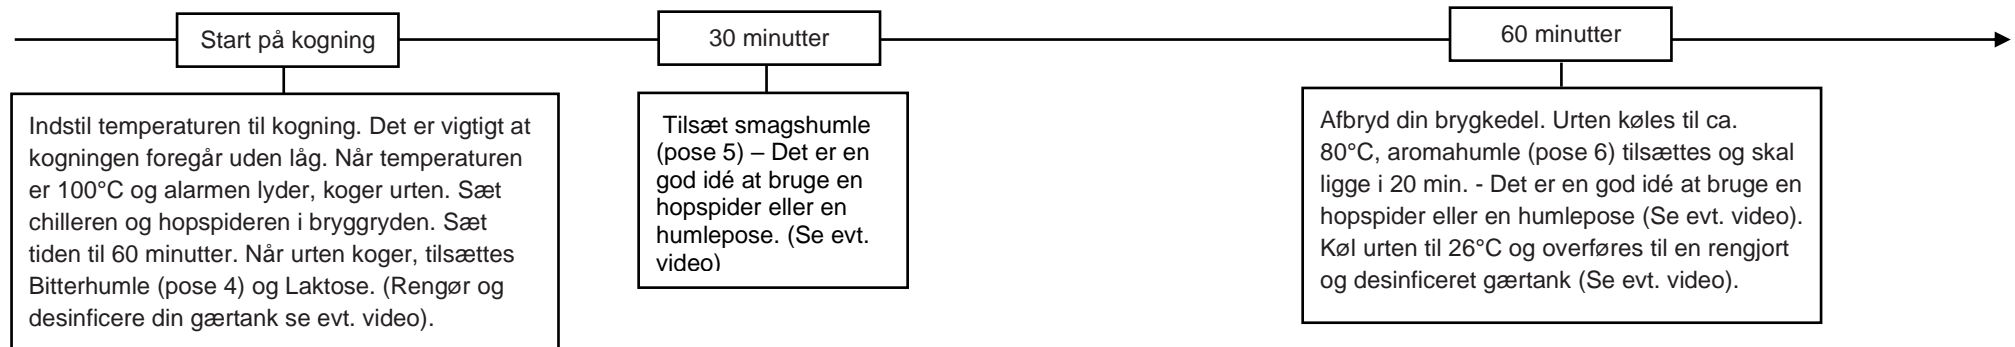 Start på kogning
Indstil temperaturen til kogning. Det er vigtigt at
kogningen foregår uden låg. Når temperaturen
er 100°C og alarmen lyder, koger urten. Sæt
chilleren og hopspideren i bryggryden. Sæt
tiden til 60 minutter. Når urten koger, tilsættes
Bitterhumle (pose 4) og Laktose. (Rengør og
desinficere din gærtank se evt. video).
30 minutter
Tilsæt smagshumle
(pose 5) – Det er en
god idé at bruge en
hopspider eller en
humlepose. (Se evt.
video)
60 minutter
Afbryd din brygkedel. Urten køles til ca.
80°C, aromahumle (pose 6) tilsættes og skal
ligge i 20 min. - Det er en god idé at bruge en
hopspider eller en humlepose (Se evt. video).
Køl urten til 26°C og overføres til en rengjort
og desinficeret gærtank (Se evt. video).